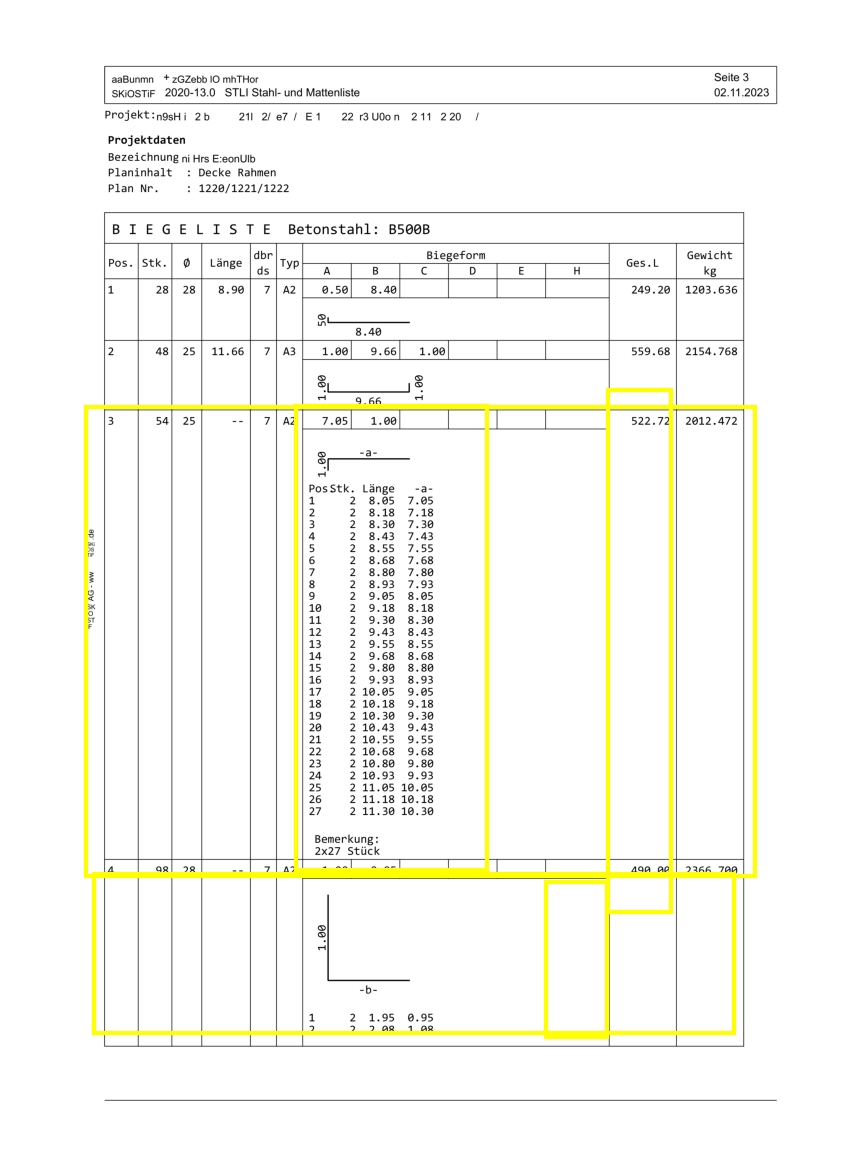 aaBunmn + zGZebb lO mhTHor Seite 3
SKiOSTiF 2020-13.0 STLI Stahl- und Mattenliste 02.11.2023
Projekt:n9sH i 2 b 21l 2/ e7 / E 1 22 r3 U0o n 2 11 2 20 /
Projektdaten
Bezeichnung ni Hrs E:eonUlb
Planinhalt : Decke Rahmen
Plan Nr. : 1220/1221/1222
B I E G E L I S T E Betonstahl: B500B
Pos. Stk. Ø Länge dbr ds Typ Biegeform Ges.L Gewicht kg
A B C D E H
1 28 28 8.90 7 A2 0.50 8.40 249.20 1203.636
50
8.40
2 48 25 11.66 7 A3 1.00 9.66 1.00 559.68 2154.768
1.00 1.00
9.66
3 54 25 -- 7 A2 7.05 1.00 522.72 2012.472
1.00 -a-
Pos Stk. Länge -a-
1 2 8.05 7.05
2 2 8.18 7.18
3 2 8.30 7.30
4 2 8.43 7.43
5 2 8.55 7.55
6 2 8.68 7.68
7 2 8.80 7.80
8 2 8.93 7.93
9 2 9.05 8.05
10 2 9.18 8.18
11 2 9.30 8.30
12 2 9.43 8.43
13 2 9.55 8.55
14 2 9.68 8.68
15 2 9.80 8.80
16 2 9.93 8.93
17 2 10.05 9.05
18 2 10.18 9.18
19 2 10.30 9.30
20 2 10.43 9.43
21 2 10.55 9.55
22 2 10.68 9.68
23 2 10.80 9.80
24 2 10.93 9.93
25 2 11.05 10.05
26 2 11.18 10.18
27 2 11.30 10.30
Bemerkung:
2x27 Stück
4 98 28 -- 7 A2 490.00 2366.700
1.00
-b-
1 2 1.95 0.95
2 2 2.08 1.08
AG - ww .de